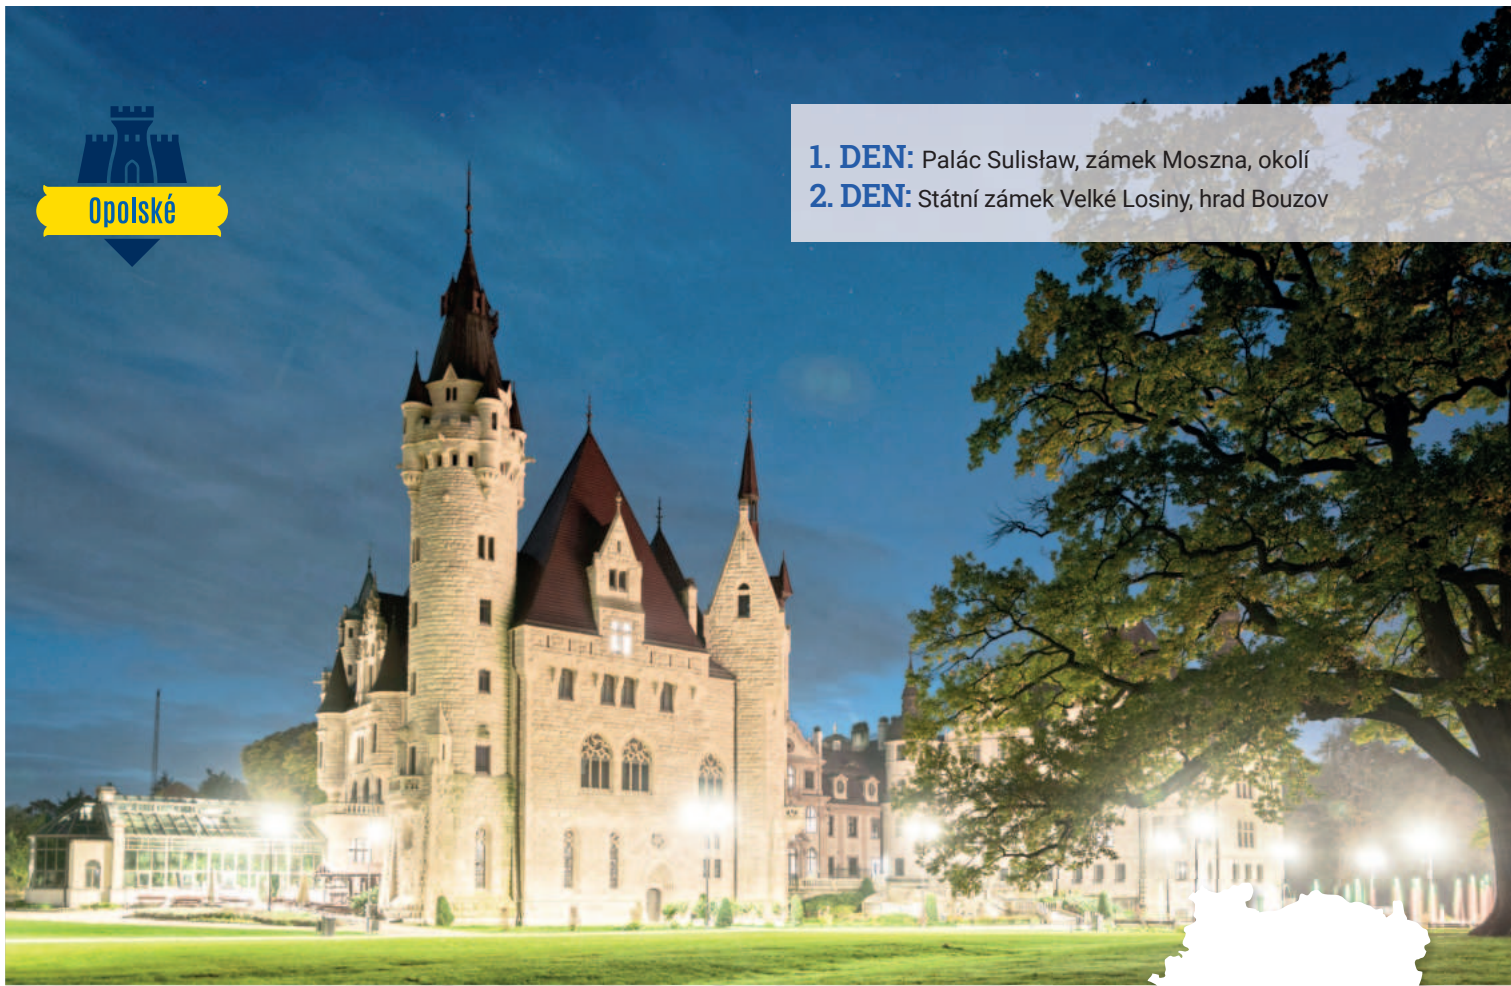 Opolské
1. DEN: Palác Sulisław, zámek Moszna, okolí
2. DEN: Státní zámek Velké Losiny, hrad Bouzov